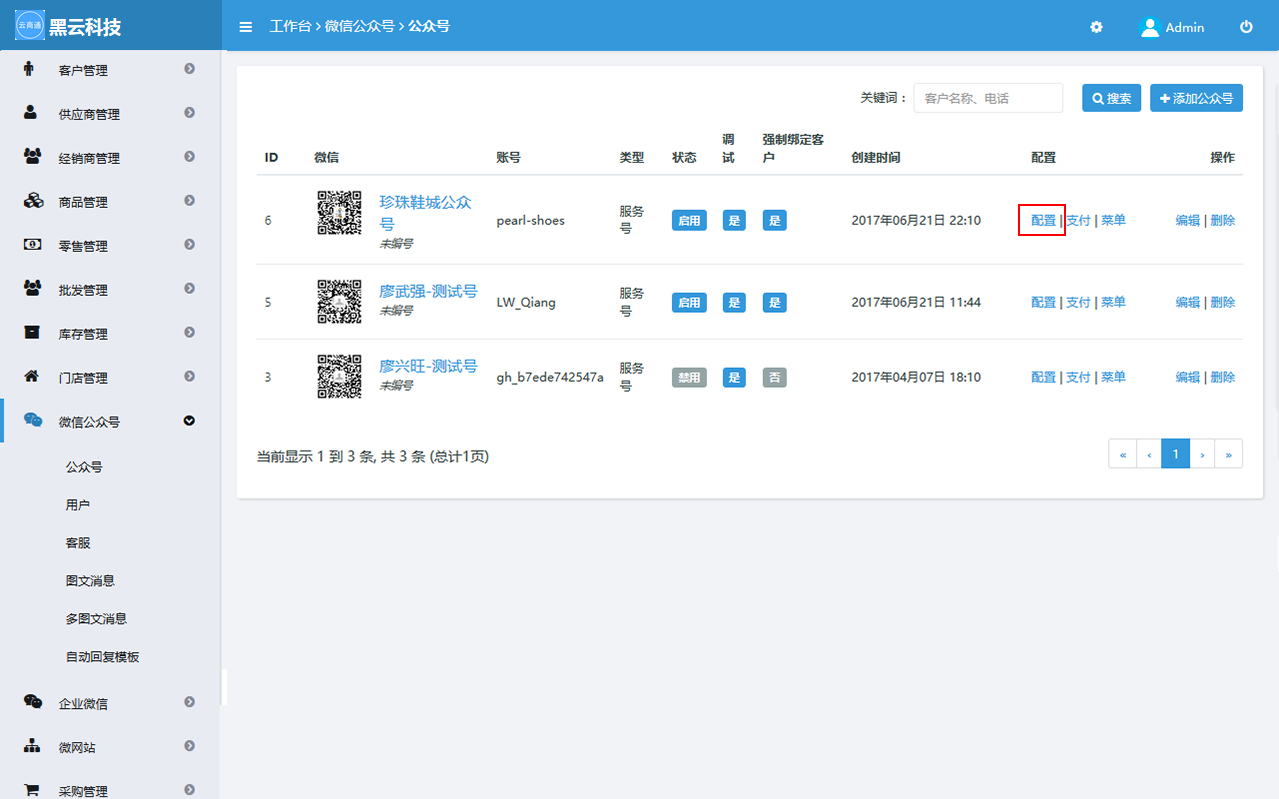 云商通
黑云科技
工作台 › 微信公众号 › 公众号
Admin
客户管理
供应商管理
经销商管理
商品管理
零售管理
批发管理
库存管理
门店管理
微信公众号
公众号
用户
客服
图文消息
多图文消息
自动回复模板
企业微信
微网站
采购管理
关键词：
客户名称、电话
搜索
添加公众号
ID 微信 账号 类型 状态 调试 强制绑定客户 创建时间 配置 操作
6 珍珠鞋城公众号 未编号 pearl-shoes 服务号 启用 是 是 2017年06月21日 22:10 配置 | 支付 | 菜单 编辑 | 删除
5 廖武强-测试号 未编号 LW_Qiang 服务号 启用 是 是 2017年06月21日 11:44 配置 | 支付 | 菜单 编辑 | 删除
3 廖兴旺-测试号 未编号 gh_b7ede742547a 服务号 禁用 是 否 2017年04月07日 18:10 配置 | 支付 | 菜单 编辑 | 删除
当前显示 1 到 3 条, 共 3 条 (总计1页)
« ‹ 1 › »